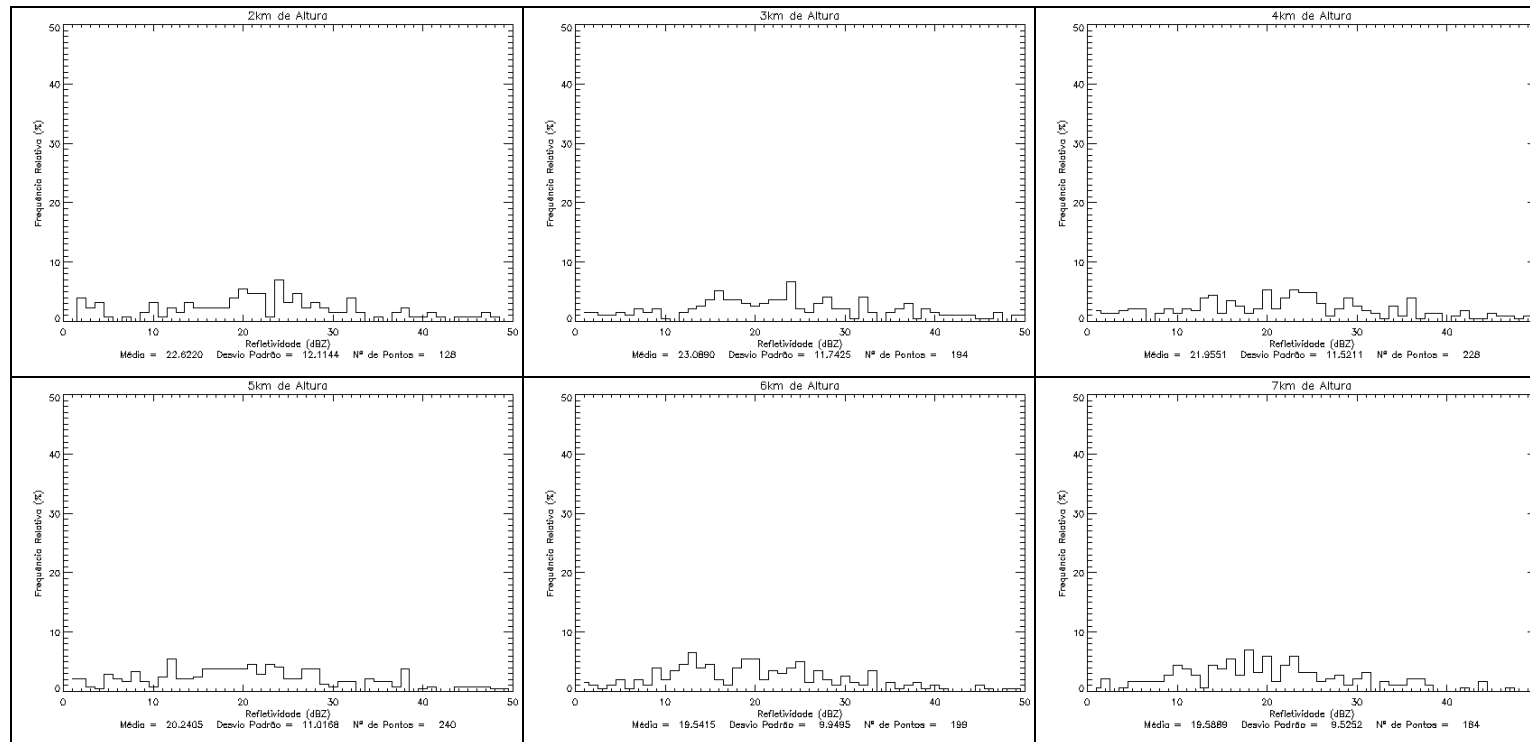 2km de Altura
50
40
30
20
10
0
Frequência Relativa (%)
0 10 20 30 40 50
Refletividade (dBZ)
Média = 22.6220 Desvio Padrão = 12.1144 Nº de Pontos = 128
3km de Altura
50
40
30
20
10
0
Frequência Relativa (%)
0 10 20 30 40 50
Refletividade (dBZ)
Média = 23.0890 Desvio Padrão = 11.7425 Nº de Pontos = 194
4km de Altura
50
40
30
20
10
0
Frequência Relativa (%)
0 10 20 30 40
Refletividade (dBZ)
Média = 21.9551 Desvio Padrão = 11.5211 Nº de Pontos = 228
5km de Altura
50
40
30
20
10
0
Frequência Relativa (%)
0 10 20 30 40 50
Refletividade (dBZ)
Média = 20.2405 Desvio Padrão = 11.0168 Nº de Pontos = 240
6km de Altura
50
40
30
20
10
0
Frequência Relativa (%)
0 10 20 30 40 50
Refletividade (dBZ)
Média = 19.5415 Desvio Padrão = 9.9495 Nº de Pontos = 199
7km de Altura
50
40
30
20
10
0
Frequência Relativa (%)
0 10 20 30 40
Refletividade (dBZ)
Média = 19.5889 Desvio Padrão = 9.5252 Nº de Pontos = 184